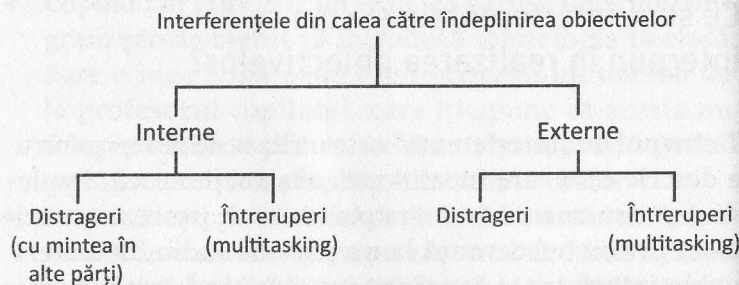 Interferențele din calea către îndeplinirea obiectivelor
Interne
Externe
Distrageri
(cu mintea în
alte părți)
Întreruperi
(multitasking)
Distrageri
Întreruperi
(multitasking)